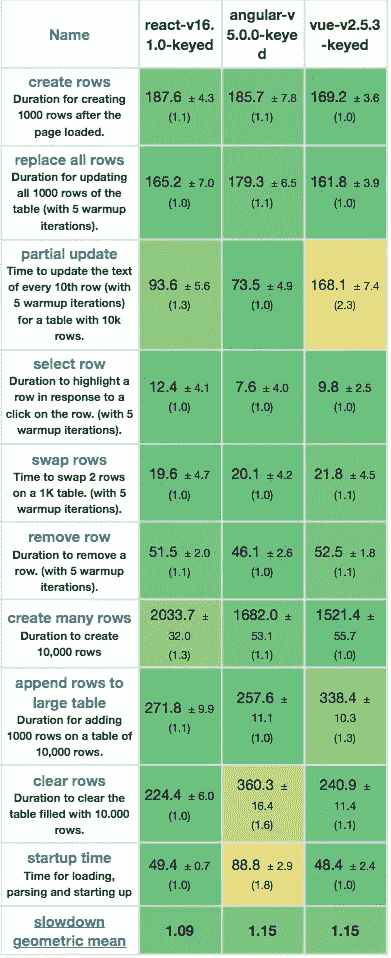 Name
react-v16.
1.0-keyed
angular-v
5.0.0-keye
d
vue-v2.5.3
-keyed
create rows
Duration for creating
1000 rows after the
page loaded.
187.6 ± 4.3
(1.1)
185.7 ± 7.8
(1.1)
169.2 ± 3.6
(1.0)
replace all rows
Duration for updating
all 1000 rows of the
table (with 5 warmup
iterations).
165.2 ± 7.0
(1.0)
179.3 ± 6.5
(1.1)
161.8 ± 3.9
(1.0)
partial update
Time to update the text
of every 10th row (with
5 warmup iterations)
for a table with 10k
rows.
93.6 ± 5.6
(1.3)
73.5 ± 4.9
(1.0)
168.1 ± 7.4
(2.3)
select row
Duration to highlight a
row in response to a
click on the row. (with 5
warmup iterations).
12.4 ± 4.1
(1.0)
7.6 ± 4.0
(1.0)
9.8 ± 2.5
(1.0)
swap rows
Time to swap 2 rows
on a 1K table. (with 5
warmup iterations).
19.6 ± 4.7
(1.0)
20.1 ± 4.2
(1.0)
21.8 ± 4.5
(1.1)
remove row
Duration to remove a
row. (with 5 warmup
iterations).
51.5 ± 2.0
(1.1)
46.1 ± 2.6
(1.0)
52.5 ± 1.8
(1.1)
create many rows
Duration to create
10,000 rows
2033.7 ±
32.0
(1.3)
1682.0 ±
53.1
(1.1)
1521.4 ±
55.7
(1.0)
append rows to
large table
Duration for adding
1000 rows on a table of
10,000 rows.
271.8 ± 9.9
(1.1)
257.6 ±
11.1
(1.0)
338.4 ±
10.3
(1.3)
clear rows
Duration to clear the
table filled with 10.000
rows.
224.4 ± 6.0
(1.0)
360.3 ±
16.4
(1.6)
240.9 ±
11.4
(1.1)
startup time
Time for loading,
parsing and starting up
49.4 ± 0.7
(1.0)
88.8 ± 2.9
(1.8)
48.4 ± 2.4
(1.0)
slowdown
geometric mean
1.09
1.15
1.15